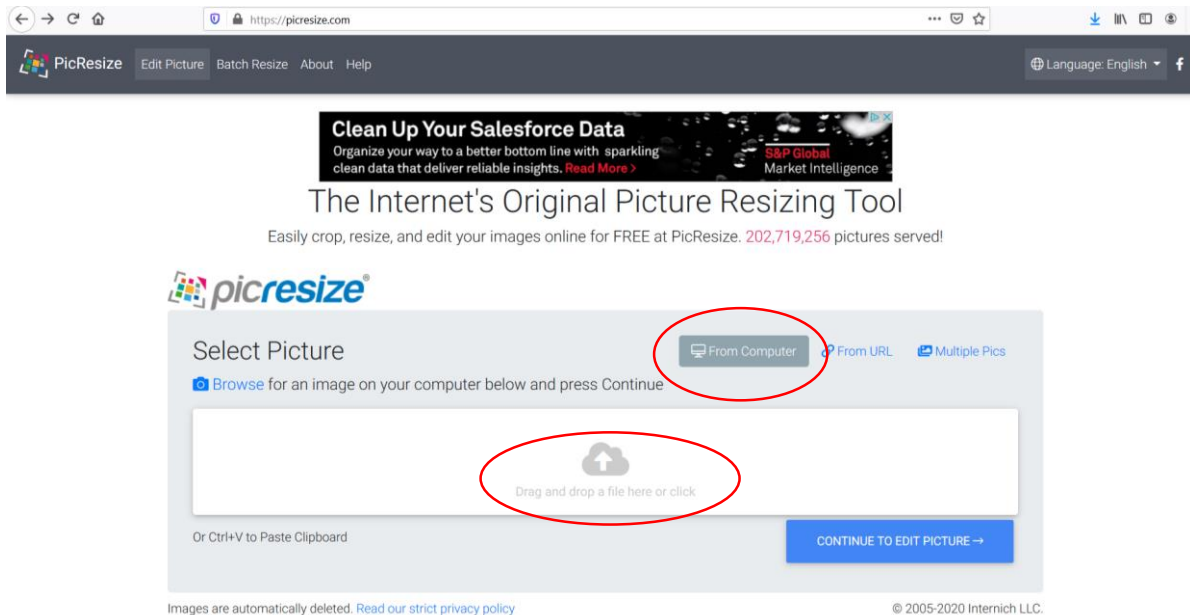 https://picresize.com
PicResize Edit Picture Batch Resize About Help Language: English
Clean Up Your Salesforce Data
Organize your way to a better bottom line with sparkling
clean data that deliver reliable insights. Read More >
S&P Global
Market Intelligence
The Internet's Original Picture Resizing Tool
Easily crop, resize, and edit your images online for FREE at PicResize. 202,719,256 pictures served!
picresize®
Select Picture From Computer From URL Multiple Pics
Browse for an image on your computer below and press Continue
Drag and drop a file here or click
Or Ctrl+V to Paste Clipboard CONTINUE TO EDIT PICTURE→
Images are automatically deleted. Read our strict privacy policy © 2005-2020 Internich LLC.